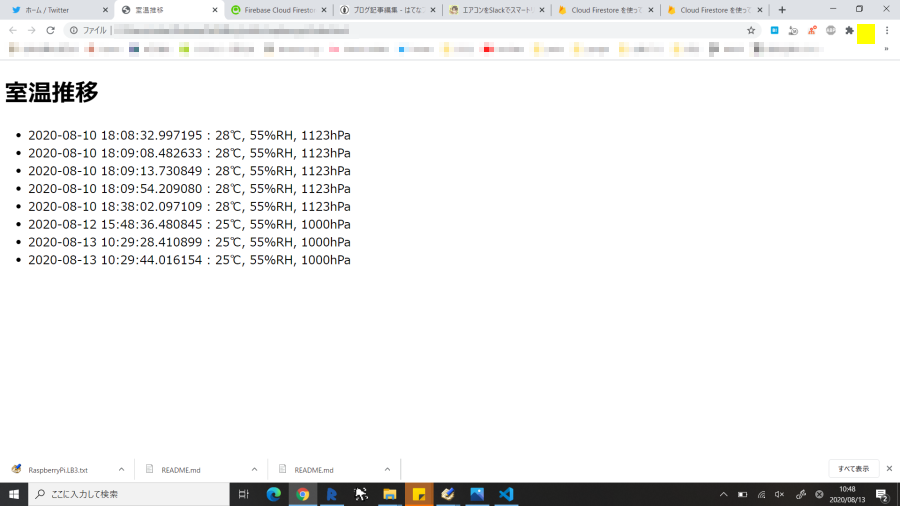 ホーム / Twitter
室温推移
Firebase Cloud Firestor
ブログ記事編集 - はてなブ
エアコンをSlackでスマート
Cloud Firestore を使って
Cloud Firestore を使って
ファイル
室温推移
• 2020-08-10 18:08:32.997195 : 28℃, 55%RH, 1123hPa
• 2020-08-10 18:09:08.482633 : 28℃, 55%RH, 1123hPa
• 2020-08-10 18:09:13.730849 : 28℃, 55%RH, 1123hPa
• 2020-08-10 18:09:54.209080 : 28℃, 55%RH, 1123hPa
• 2020-08-10 18:38:02.097109 : 28℃, 55%RH, 1123hPa
• 2020-08-12 15:48:36.480845 : 25℃, 55%RH, 1000hPa
• 2020-08-13 10:29:28.410899 : 25℃, 55%RH, 1000hPa
• 2020-08-13 10:29:44.016154 : 25℃, 55%RH, 1000hPa
RaspberryPi.LB3.txt
README.md
README.md
すべて表示
ここに入力して検索
10:48
2020/08/13
2